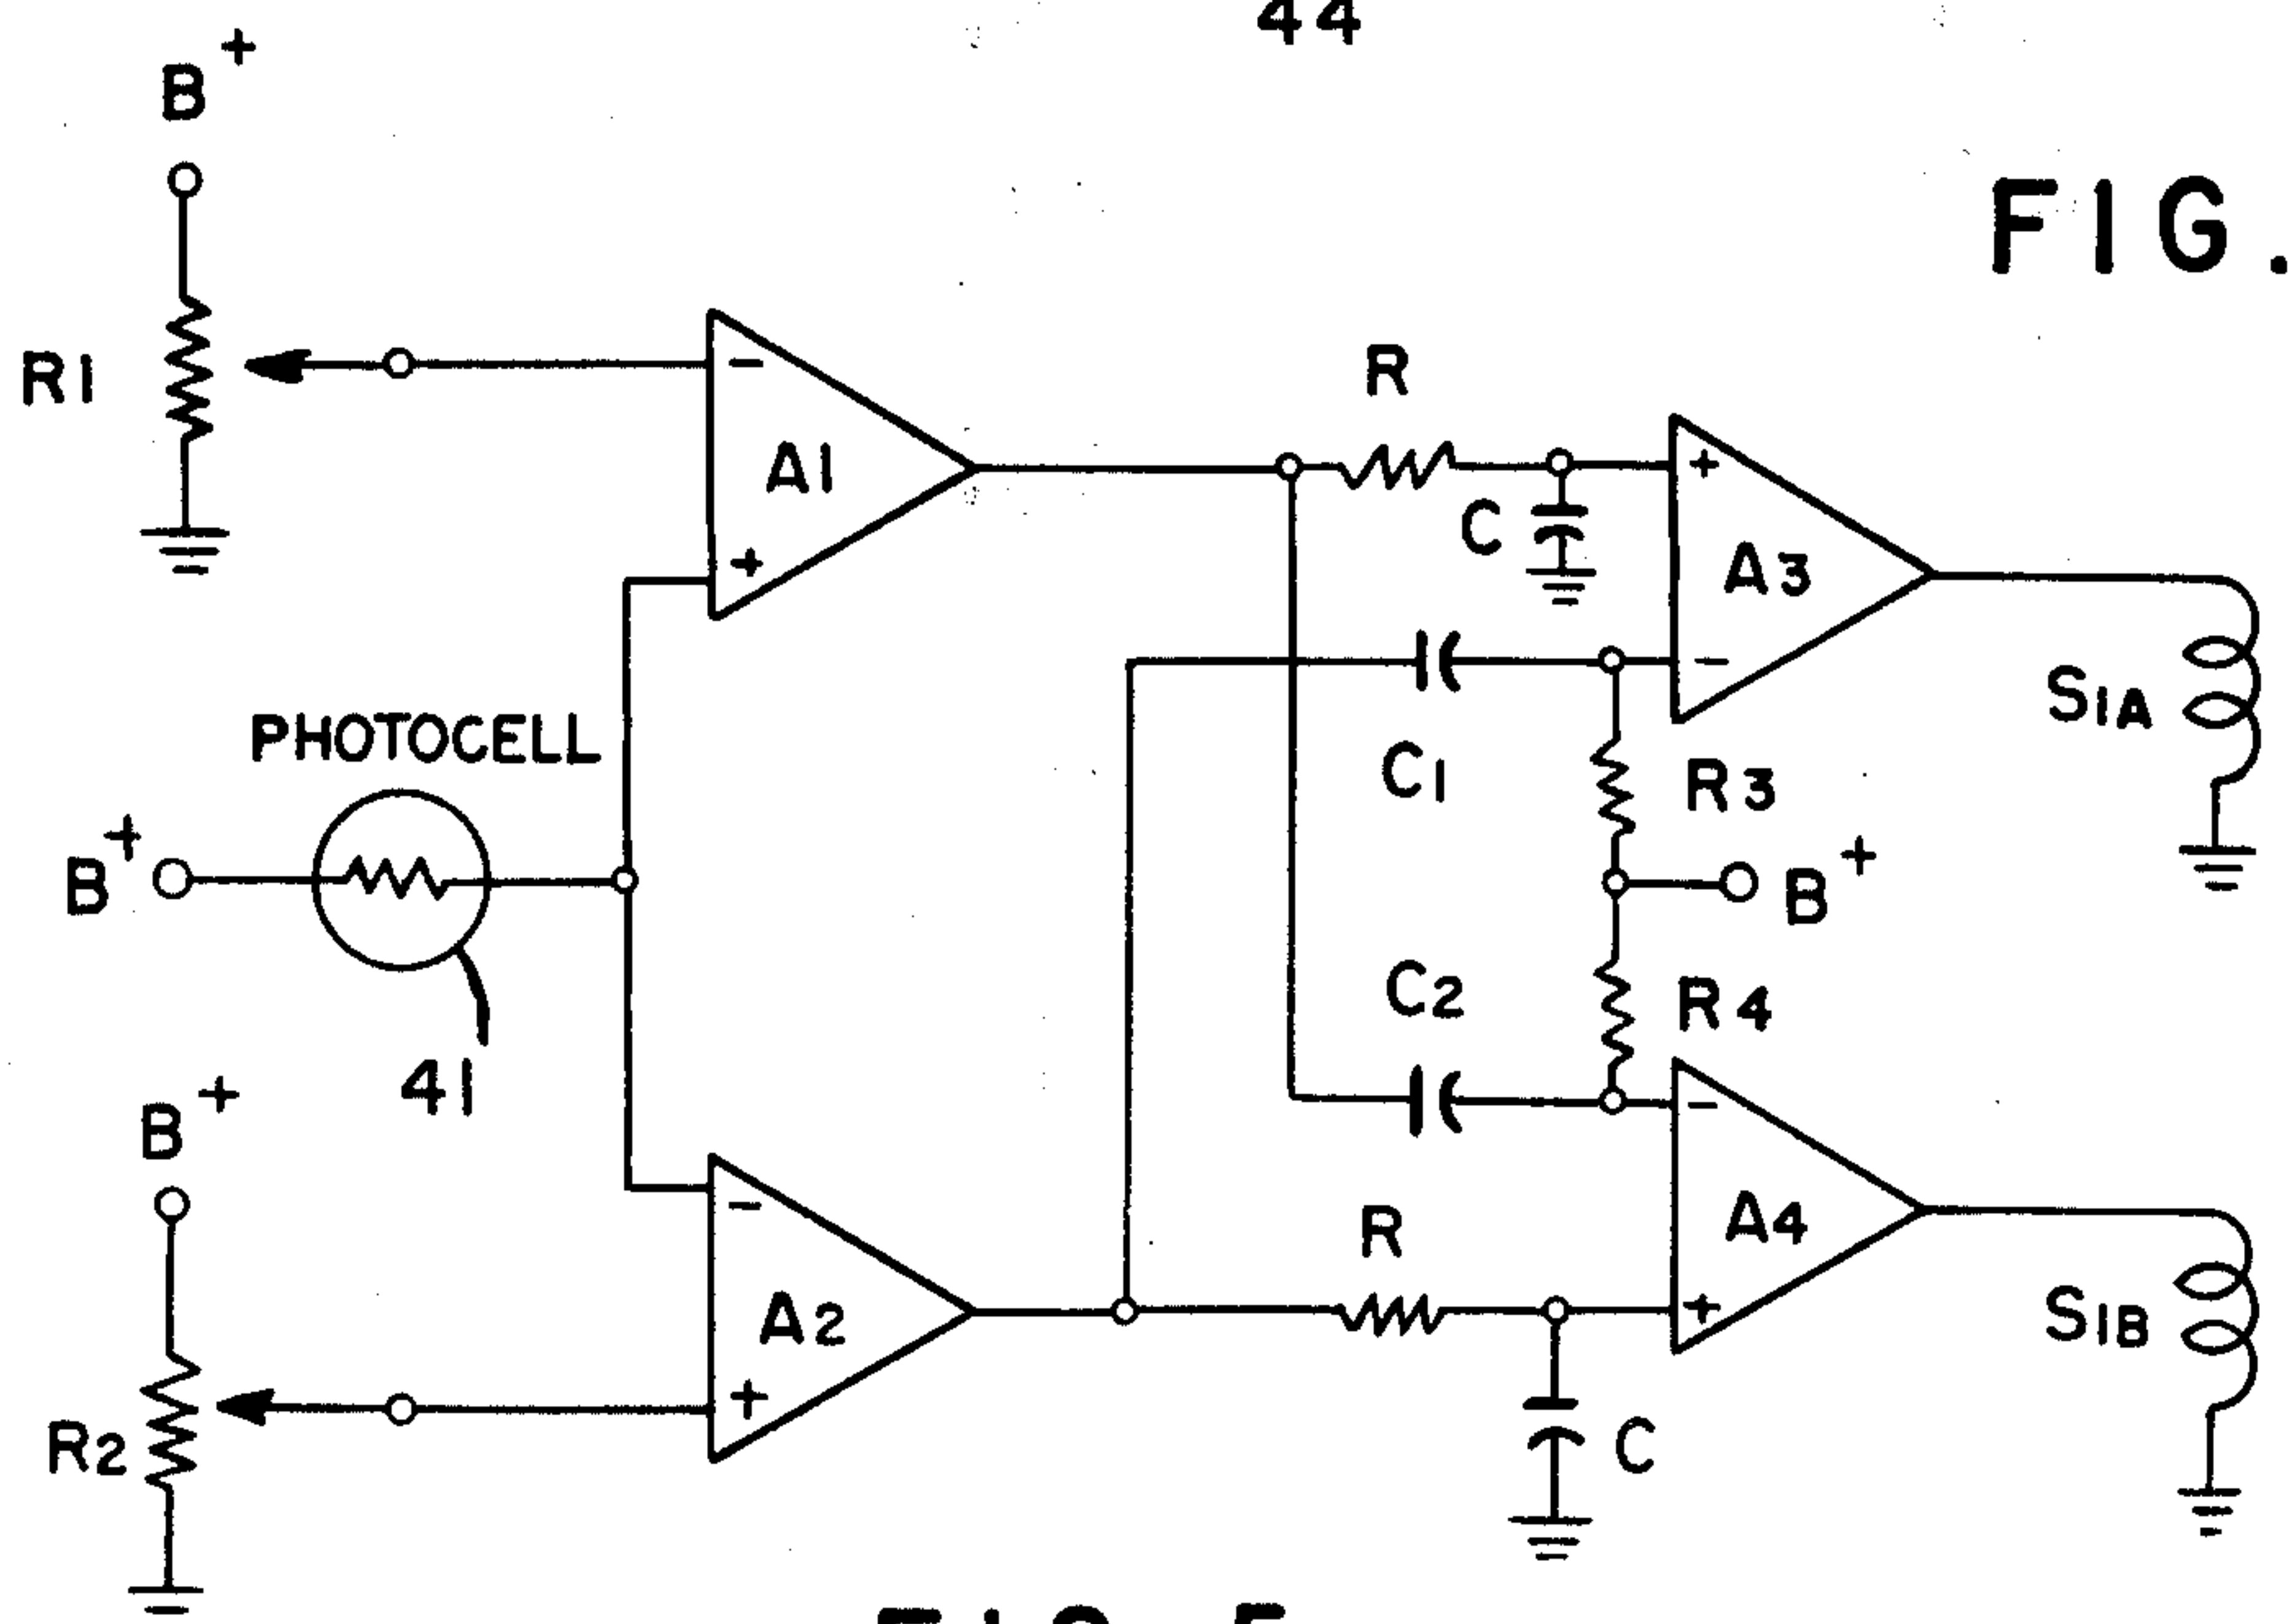 44
B+
FIG.
R1
-
A1
+
R
+
C
A3
-
S1A
PHOTOCELL
C1
R3
B+
B+
41
C2
R4
B+
-
-
A2
R
A4
+
S1B
+
R2
C